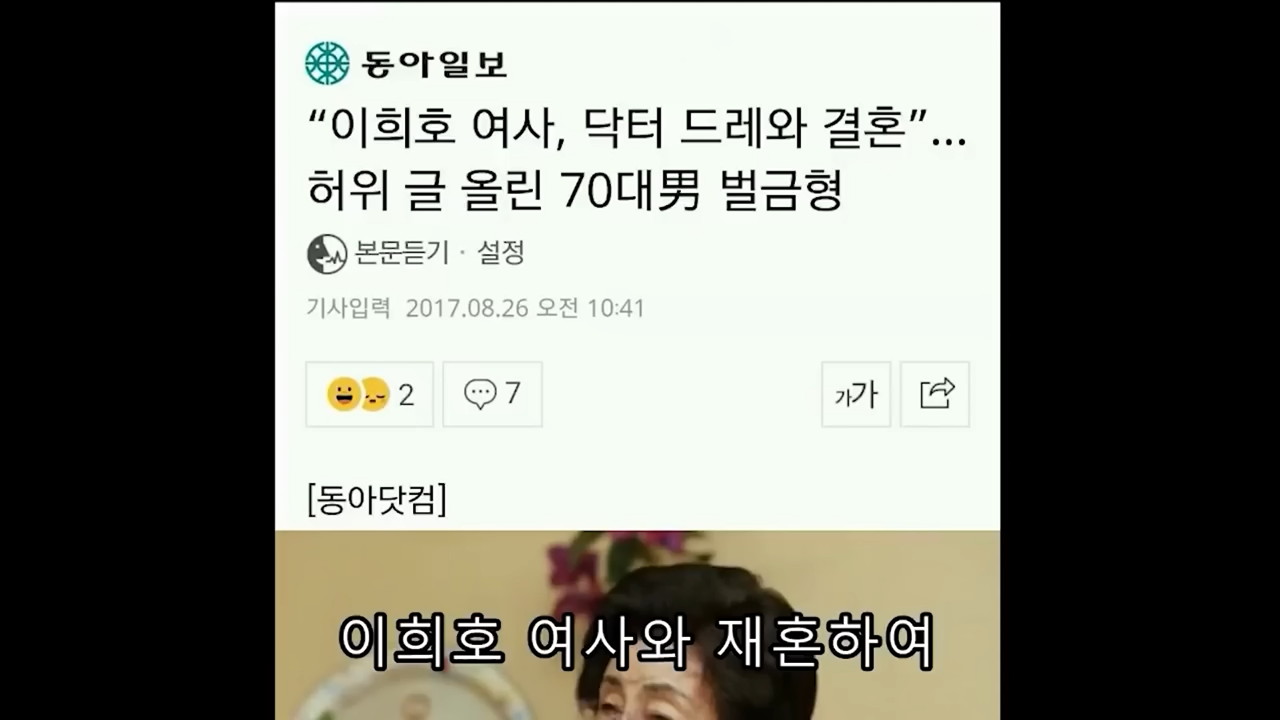 동아일보
“이희호 여사, 닥터 드레와 결혼”...
허위 글 올린 70대男 벌금형
본문듣기 · 설정
기사입력 2017.08.26 오전 10:41
2
7
가가
[동아닷컴]
이희호 여사와 재혼하여